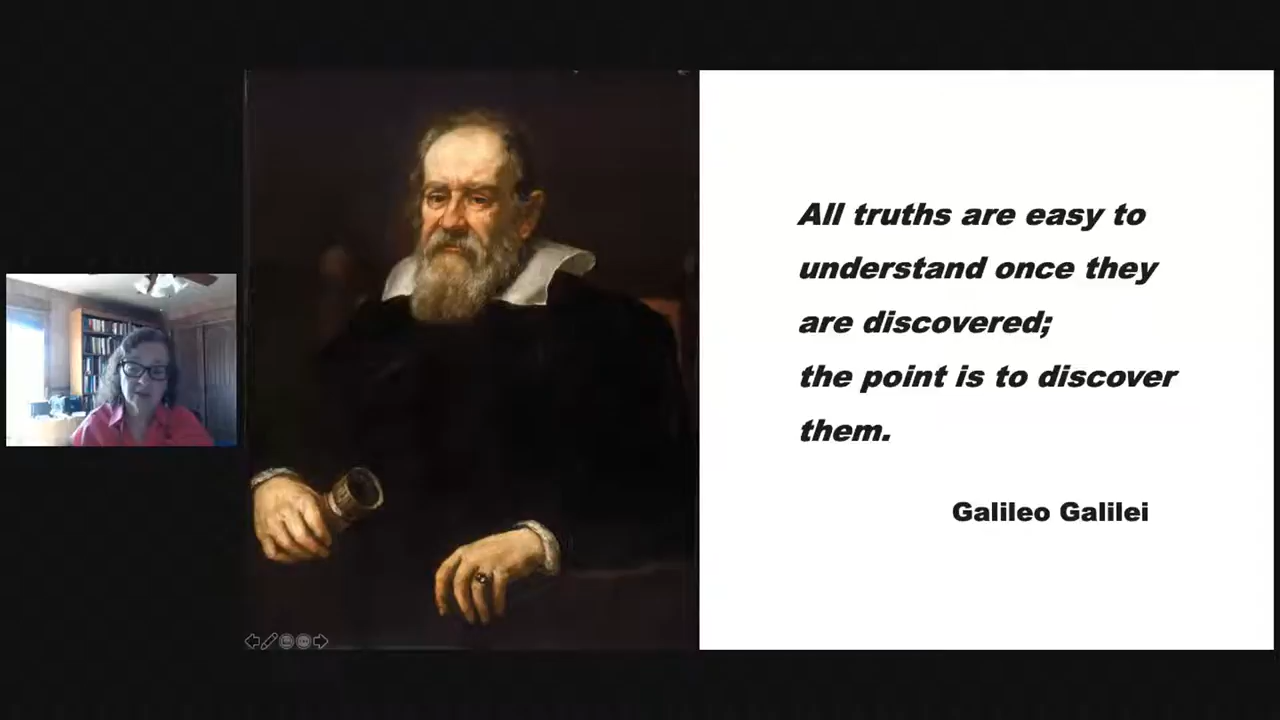 All truths are easy to
understand once they
are discovered;
the point is to discover
them.
Galileo Galilei